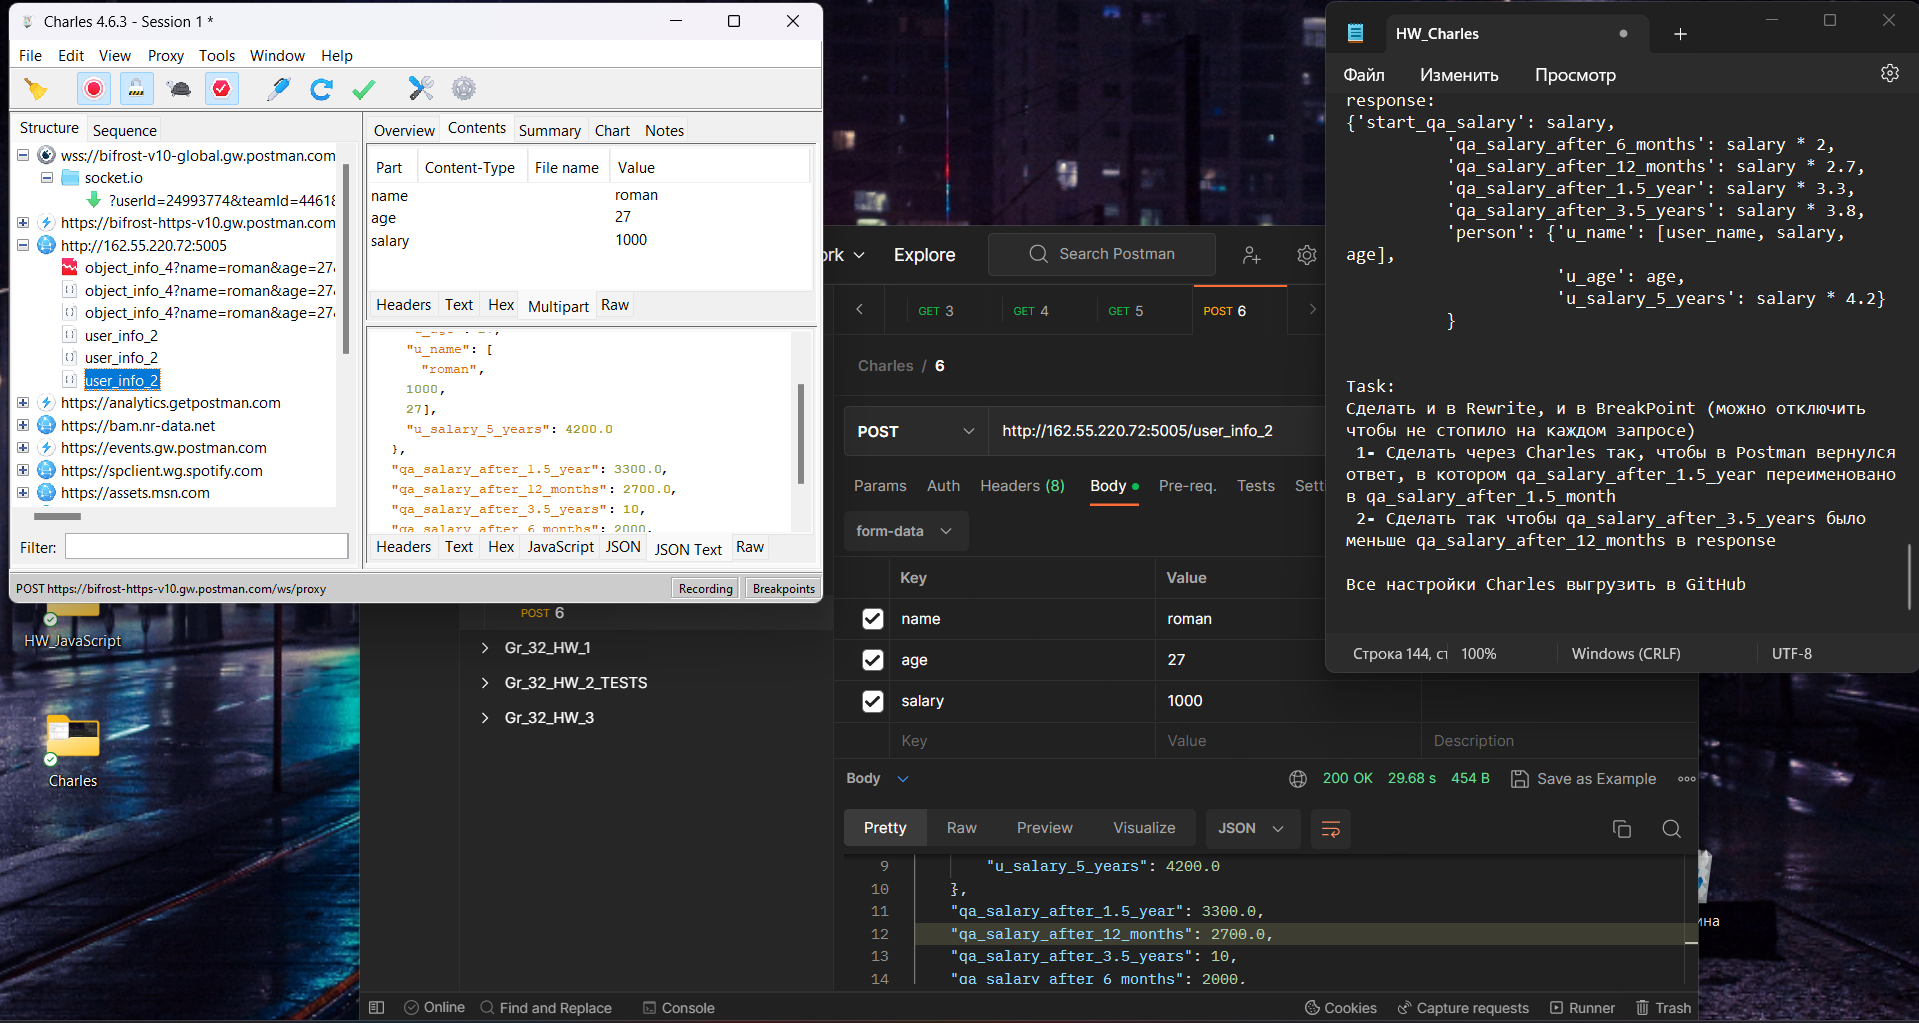 Charles 4.6.3 - Session 1 *
File Edit View Proxy Tools Window Help
Structure Sequence
wss://bifrost-v10-global.gw.postman.com
socket.io
?userId=24993774&teamId=44618
https://bifrost-https-v10.gw.postman.com
http://162.55.220.72:5005
object_info_4?name=roman&age=27&
object_info_4?name=roman&age=27&
object_info_4?name=roman&age=27&
user_info_2
user_info_2
user_info_2
https://analytics.getpostman.com
https://bam.nr-data.net
https://events.gw.postman.com
https://spclient.wg.spotify.com
https://assets.msn.com
Filter:
Overview Contents Summary Chart Notes
Part Content-Type File name Value
name roman
age 27
salary 1000
Headers Text Hex Multipart Raw
"u_name": [
"roman",
1000,
27],
"u_salary_5_years": 4200.0
},
"qa_salary_after_1.5_year": 3300.0,
"qa_salary_after_12_months": 2700.0,
"qa_salary_after_3.5_years": 10,
"qa_salary_after_6_months": 2000,
Headers Text Hex JavaScript JSON JSON Text Raw
POST https://bifrost-https-v10.gw.postman.com/ws/proxy
Recording Breakpoints
HW_JavaScript
Charles
POST 6
Gr_32_HW_1
Gr_32_HW_2_TESTS
Gr_32_HW_3
rk Explore Search Postman
GET 3 GET 4 GET 5 POST 6
Charles / 6
POST http://162.55.220.72:5005/user_info_2
Params Auth Headers (8) Body Pre-req. Tests Setti
form-data
Key Value
name roman
age 27
salary 1000
Key Value Description
Body 200 OK 29.68 s 454 B Save as Example
Pretty Raw Preview Visualize JSON
9 "u_salary_5_years": 4200.0
10 },
11 "qa_salary_after_1.5_year": 3300.0,
12 "qa_salary_after_12_months": 2700.0,
13 "qa_salary_after_3.5_years": 10,
14 "qa_salary_after_6_months": 2000,
Online Find and Replace Console Cookies Capture requests Runner Trash
HW_Charles
Файл Изменить Просмотр
response:
{'start_qa_salary': salary,
'qa_salary_after_6_months': salary * 2,
'qa_salary_after_12_months': salary * 2.7,
'qa_salary_after_1.5_year': salary * 3.3,
'qa_salary_after_3.5_years': salary * 3.8,
'person': {'u_name': [user_name, salary,
age],
'u_age': age,
'u_salary_5_years': salary * 4.2}
}
Task:
Сделать и в Rewrite, и в BreakPoint (можно отключить
чтобы не стопило на каждом запросе)
1- Сделать через Charles так, чтобы в Postman вернулся
ответ, в котором qa_salary_after_1.5_year переименовано
в qa_salary_after_1.5_month
2- Сделать так чтобы qa_salary_after_3.5_years было
меньше qa_salary_after_12_months в response
Все настройки Charles выгрузить в GitHub
Строка 144, ст 100% Windows (CRLF) UTF-8
ина